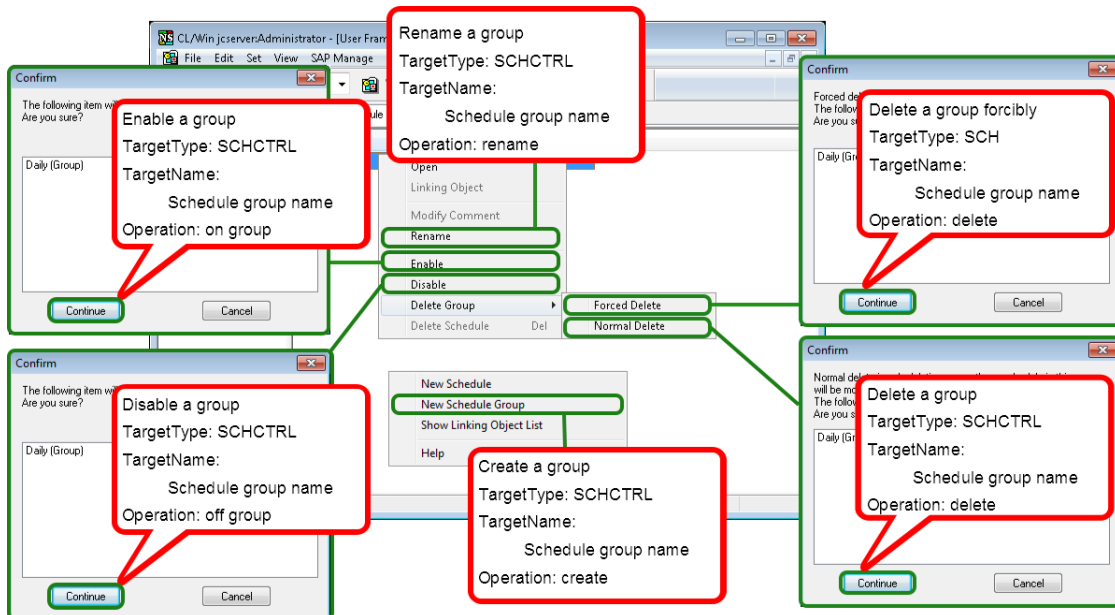 CL/Win jcserver:Administrator - [User Fram
File Edit Set View SAP Manage
Rename a group
TargetType: SCHCTRL
TargetName:
Schedule group name
Operation: rename
Confirm
The following item wi
Are you sure?
Daily (Group)
Continue
Cancel
Enable a group
TargetType: SCHCTRL
TargetName:
Schedule group name
Operation: on group
Confirm
Forced de
The follow
Are you s
Daily (Gr
Continue
Cancel
Delete a group forcibly
TargetType: SCH
TargetName:
Schedule group name
Operation: delete
Open
Linking Object
Modify Comment
Rename
Enable
Disable
Delete Group
Delete Schedule Del
Forced Delete
Normal Delete
Confirm
The following item w
Are you sure?
Daily (Group)
Continue
Cancel
Disable a group
TargetType: SCHCTRL
TargetName:
Schedule group name
Operation: off group
New Schedule
New Schedule Group
Show Linking Object List
Help
Create a group
TargetType: SCHCTRL
TargetName:
Schedule group name
Operation: create
Confirm
Normal del
will be mo
The follow
Are you s
Daily (Gr
Continue
Cancel
Delete a group
TargetType: SCHCTRL
TargetName:
Schedule group name
Operation: delete